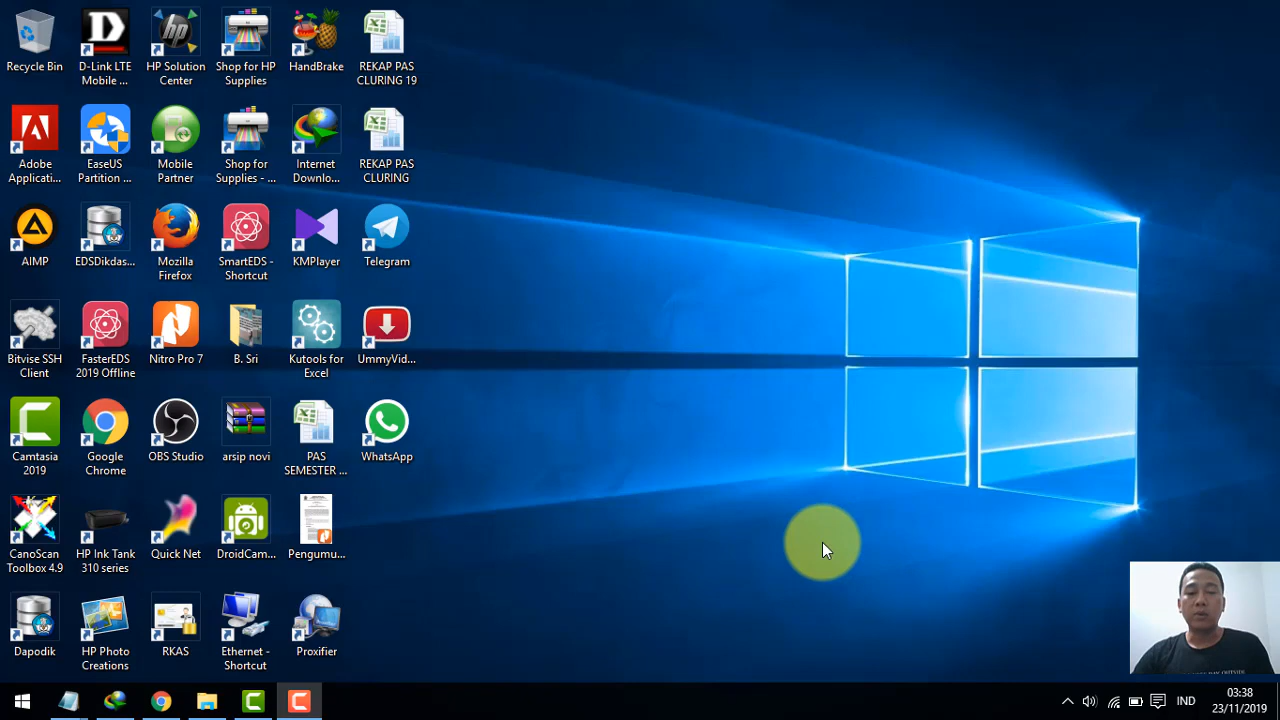 Recycle Bin
D-Link LTE
Mobile ...
HP Solution
Center
Shop for HP
Supplies
HandBrake
REKAP PAS
CLURING 19
Adobe
Applicati...
EaseUS
Partition ...
Mobile
Partner
Shop for
Supplies - ...
Internet
Downlo...
REKAP PAS
CLURING
AIMP
EDSDikdas...
Mozilla
Firefox
SmartEDS -
Shortcut
KMPlayer
Telegram
Bitvise SSH
Client
FasterEDS
2019 Offline
Nitro Pro 7
B. Sri
Kutools for
Excel
UmmyVid...
Camtasia
2019
Google
Chrome
OBS Studio
arsip novi
PAS
SEMESTER ...
WhatsApp
CanoScan
Toolbox 4.9
HP Ink Tank
310 series
Quick Net
DroidCam...
Pengumu...
Dapodik
HP Photo
Creations
RKAS
Ethernet -
Shortcut
Proxifier
IND
03:38
23/11/2019